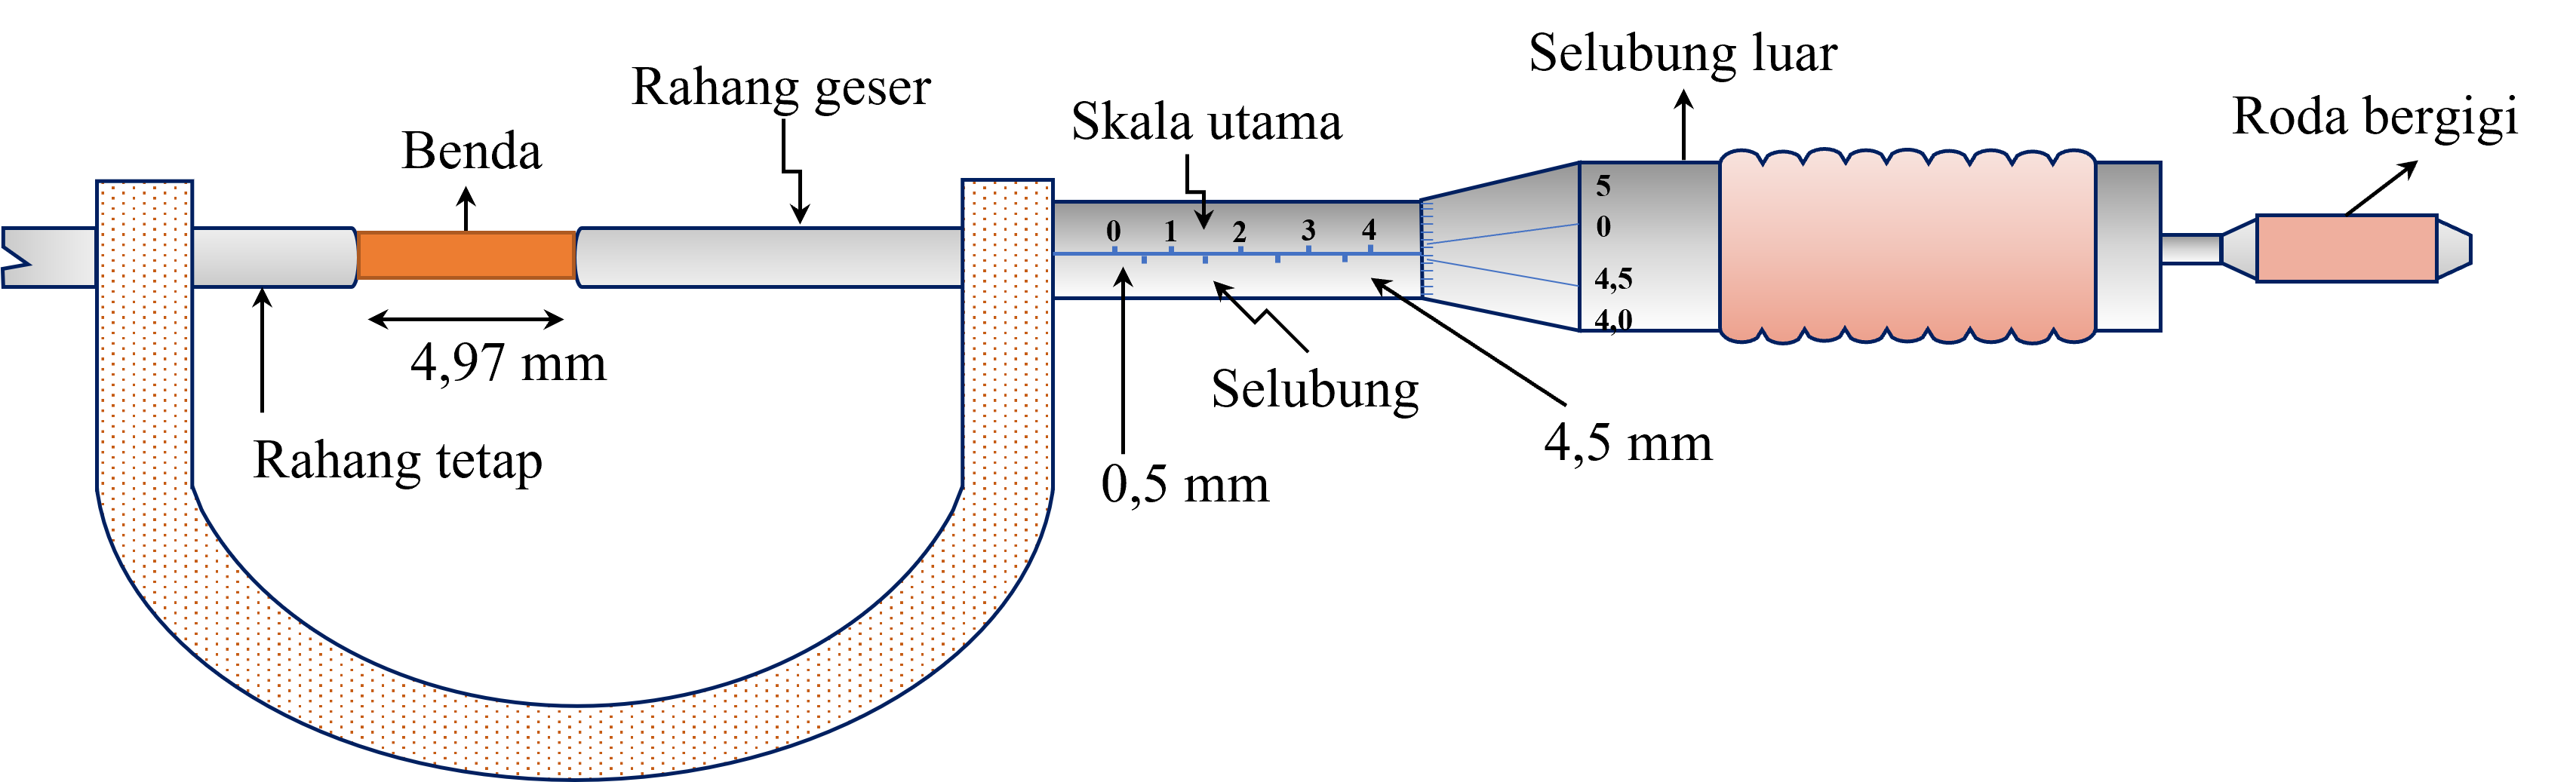 Selubung luar
Rahang geser
Skala utama
Roda bergigi
Benda
5
0
4,5
4,0
0 1 2 3 4
4,97 mm
Selubung
4,5 mm
Rahang tetap
0,5 mm